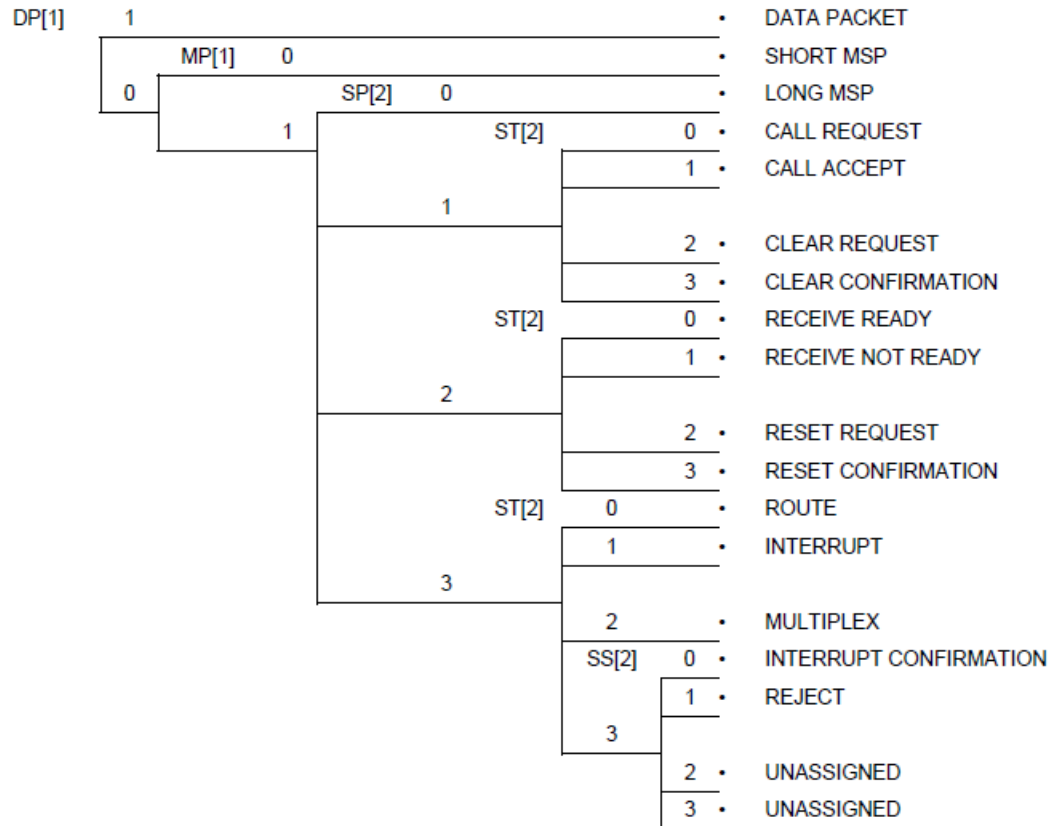 DP[1] 1 • DATA PACKET
MP[1] 0 • SHORT MSP
0 SP[2] 0 • LONG MSP
1 ST[2] 0 • CALL REQUEST
1 • CALL ACCEPT
1
2 • CLEAR REQUEST
3 • CLEAR CONFIRMATION
ST[2] 0 • RECEIVE READY
1 • RECEIVE NOT READY
2
2 • RESET REQUEST
3 • RESET CONFIRMATION
ST[2] 0 • ROUTE
1 • INTERRUPT
3
2 • MULTIPLEX
SS[2] 0 • INTERRUPT CONFIRMATION
1 • REJECT
3
2 • UNASSIGNED
3 • UNASSIGNED